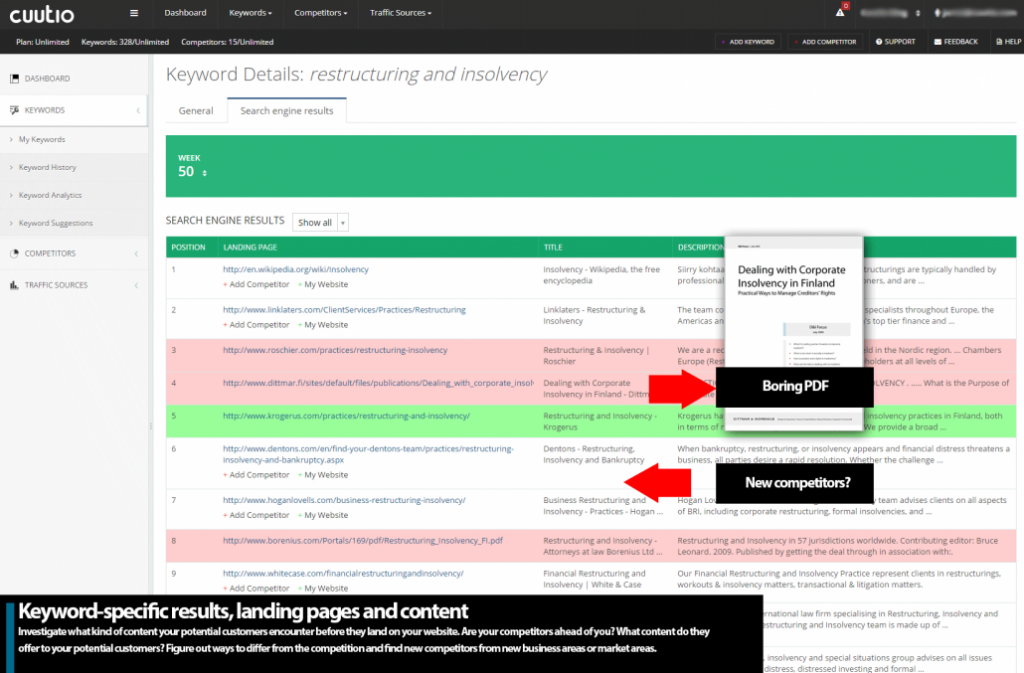 cuutio
Dashboard Keywords Competitors Traffic Sources
0
Plan: Unlimited Keywords: 328/Unlimited Competitors: 15/Unlimited
+ ADD KEYWORD + ADD COMPETITOR SUPPORT FEEDBACK HELP
DASHBOARD
KEYWORDS
My Keywords
Keyword History
Keyword Analytics
Keyword Suggestions
COMPETITORS
TRAFFIC SOURCES
Keyword Details: restructuring and insolvency
General Search engine results
WEEK
50
SEARCH ENGINE RESULTS Show all
POSITION LANDING PAGE TITLE DESCRIPTION
1 http://en.wikipedia.org/wiki/Insolvency Insolvency - Wikipedia, the free Siirry kohtaa tructurings are typically handled by
+ Add Competitor + My Website encyclopedia professional ners, and are ...
2 http://www.linklaters.com/ClientServices/Practices/Restructuring Linklaters - Restructuring & The team co specialists throughout Europe, the
+ Add Competitor + My Website Insolvency Americas an 's top tier finance and ...
3 http://www.roschier.com/practices/restructuring-insolvency Restructuring & Insolvency | We are a rec eld in the Nordic region. ... Chambers
Roschier Europe (Res holders at all levels of ...
4 http://www.dittmar.fi/sites/default/files/publications/Dealing_with_corporate_insolv Dealing with Corporate SOLVENCY . ..... What is the Purpose of
Insolvency in Finland - Dittm
5 http://www.krogerus.com/practices/restructuring-and-insolvency/ Restructuring and Insolvency - Krogerus ha insolvency practices in Finland, both
Krogerus in terms of r We provide a broad ...
6 http://www.dentons.com/en/find-your-dentons-team/practices/restructuring- Dentons - Restructuring, When bankruptcy, restructuring, or insolvency appears and financial distress threatens a
insolvency-and-bankruptcy.aspx Insolvency and Bankruptcy business, all parties desire a rapid resolution. Whether the challenge ...
+ Add Competitor + My Website
7 http://www.hoganlovells.com/business-restructuring-insolvency/ Business Restructuring and Hogan Lov y team advises clients on all aspects
+ Add Competitor + My Website Insolvency - Practices - Hogan ... of BRI, including corporate restructuring, formal insolvencies, and ...
8 http://www.borenius.com/Portals/169/pdf/Restructuring_Insolvency_FI.pdf Restructuring and Insolvency - Restructuring and Insolvency in 57 jurisdictions worldwide. Contributing editor: Bruce
Attorneys at law Borenius Ltd ... Leonard. 2009. Published by getting the deal through in association with:.
9 http://www.whitecase.com/financialrestructuringandinsolvency/ Financial Restructuring and Our Financial Restructuring and Insolvency Practice represent clients in restructurings,
+ Add Competitor + My Website Insolvency | White & Case workouts & insolvency matters, transactional & litigation matters.
ernational law firm specialising in Restructuring, Insolvency and
estructuring and Insolvency team is made up of ...
, insolvency and special situations group advises on all issues
distress, distressed investing and formal ...
Dealing with Corporate
Insolvency in Finland
Practical Ways to Manage Creditors' Rights
Boring PDF
New competitors?
Keyword-specific results, landing pages and content
Investigate what kind of content your potential customers encounter before they land on your website. Are your competitors ahead of you? What content do they
offer to your potential customers? Figure out ways to differ from the competition and find new competitors from new business areas or market areas.